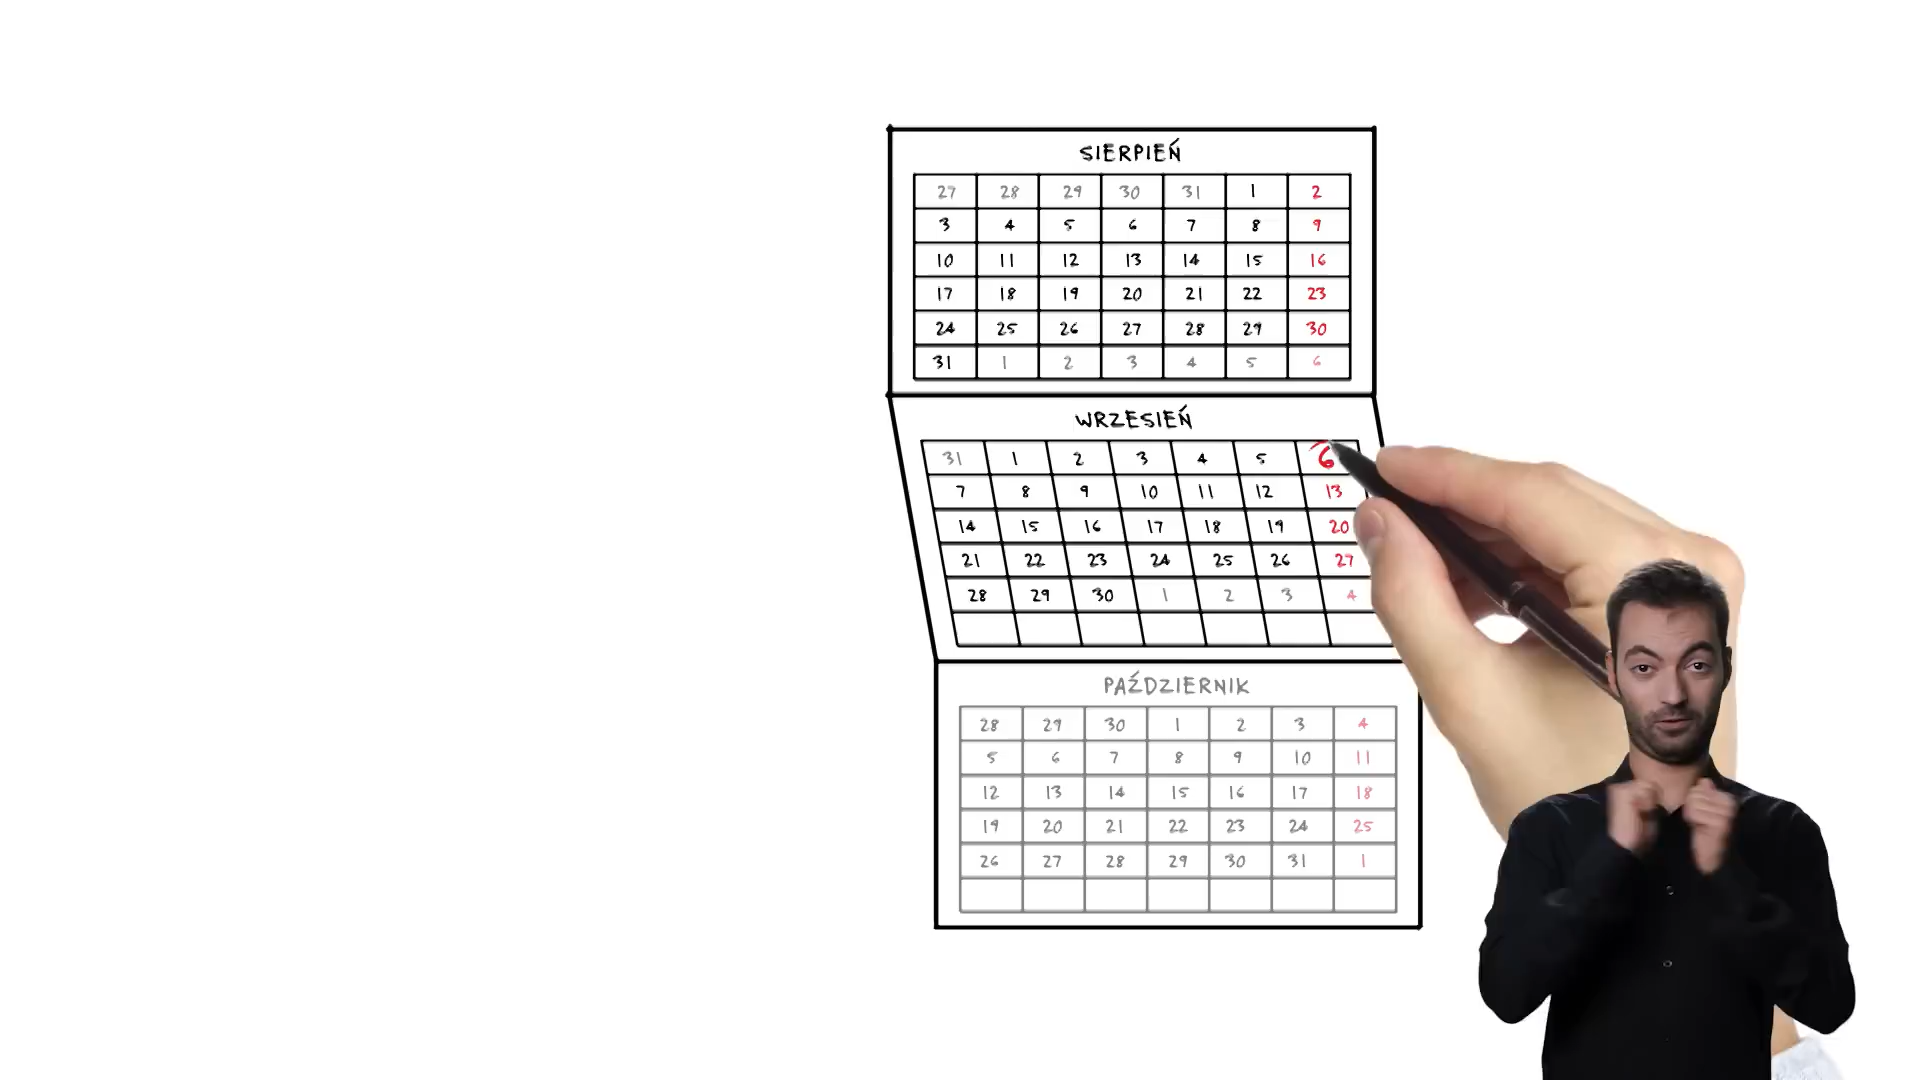 SIERPIEŃ
27 28 29 30 31 1 2
3 4 5 6 7 8 9
10 11 12 13 14 15 16
17 18 19 20 21 22 23
24 25 26 27 28 29 30
31 1 2 3 4 5 6
WRZESIEŃ
31 1 2 3 4 5 6
7 8 9 10 11 12 13
14 15 16 17 18 19 20
21 22 23 24 25 26 27
28 29 30 1 2 3 4
PAŹDZIERNIK
28 29 30 1 2 3 4
5 6 7 8 9 10 11
12 13 14 15 16 17 18
19 20 21 22 23 24 25
26 27 28 29 30 31 1